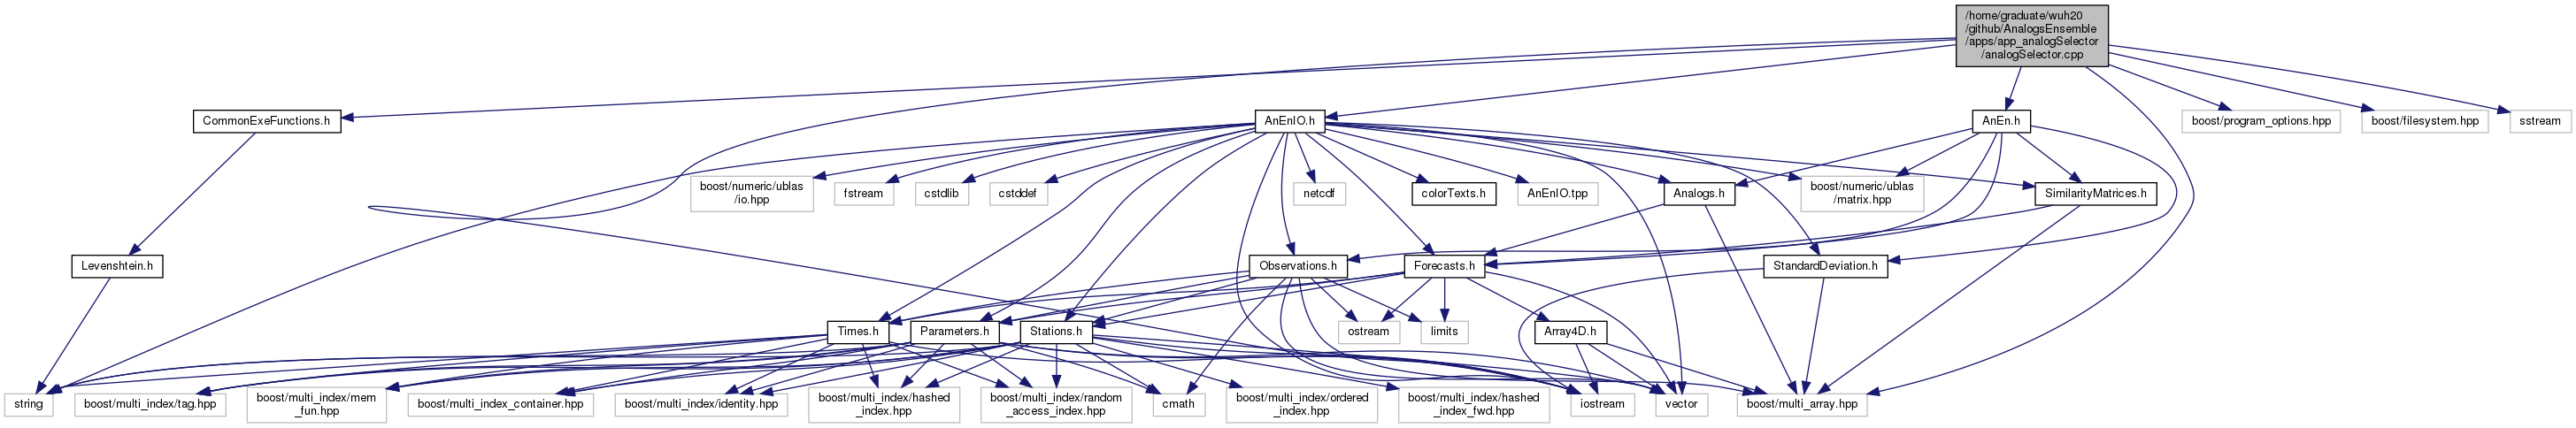 /home/graduate/wuh20
/github/AnalogsEnsemble
/apps/app_analogSelector
/analogSelector.cpp
CommonExeFunctions.h
AnEnIO.h
AnEn.h
boost/program_options.hpp
boost/filesystem.hpp
sstream
boost/numeric/ublas
/io.hpp
fstream
cstdlib
cstddef
netcdf
colorTexts.h
AnEnIO.tpp
Analogs.h
boost/numeric/ublas
/matrix.hpp
SimilarityMatrices.h
Levenshtein.h
Observations.h
Forecasts.h
StandardDeviation.h
Times.h
Parameters.h
Stations.h
ostream
limits
Array4D.h
string
boost/multi_index/tag.hpp
boost/multi_index/mem
_fun.hpp
boost/multi_index_container.hpp
boost/multi_index/identity.hpp
boost/multi_index/hashed
_index.hpp
boost/multi_index/random
_access_index.hpp
cmath
boost/multi_index/ordered
_index.hpp
boost/multi_index/hashed
_index_fwd.hpp
iostream
vector
boost/multi_array.hpp